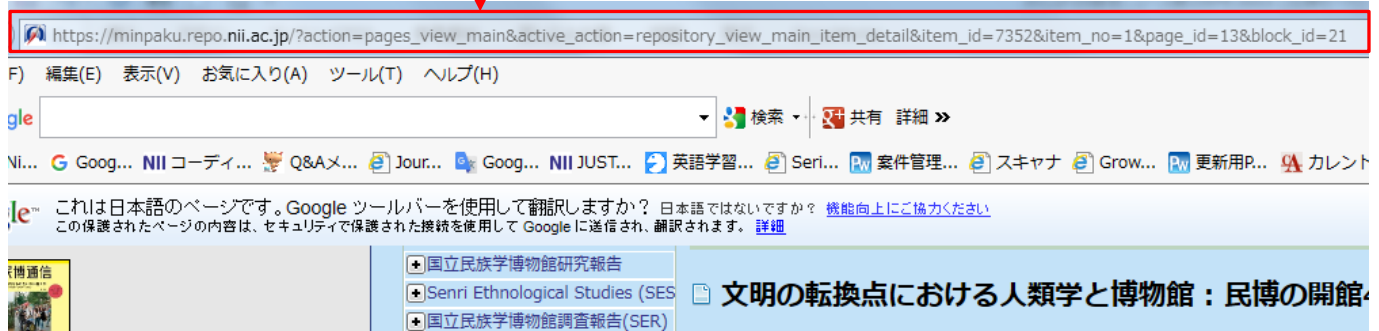 https://minpaku.repo.nii.ac.jp/?action=pages_view_main&active_action=repository_view_main_item_detail&item_id=7352&item_no=1&page_id=13&block_id=21
F) 編集(E) 表示(V) お気に入り(A) ツール(T) ヘルプ(H)
gle 検索 共有 詳細 »
Ni... Goog... NII コーディ... Q&Aメ... Jour... Goog... NII JUST... 英語学習... Seri... 案件管理... スキャナ Grow... 更新用P... カレント
gle™ これは日本語のページです。Google ツールバーを使用して翻訳しますか? 日本語ではないですか? 機能向上にご協力ください
この保護されたページの内容は、セキュリティで保護された接続を使用して Google に送信され、翻訳されます。 詳細
民博通信
国立民族学博物館研究報告
Senri Ethnological Studies (SES
国立民族学博物館調査報告(SER)
文明の転換点における人類学と博物館:民博の開館